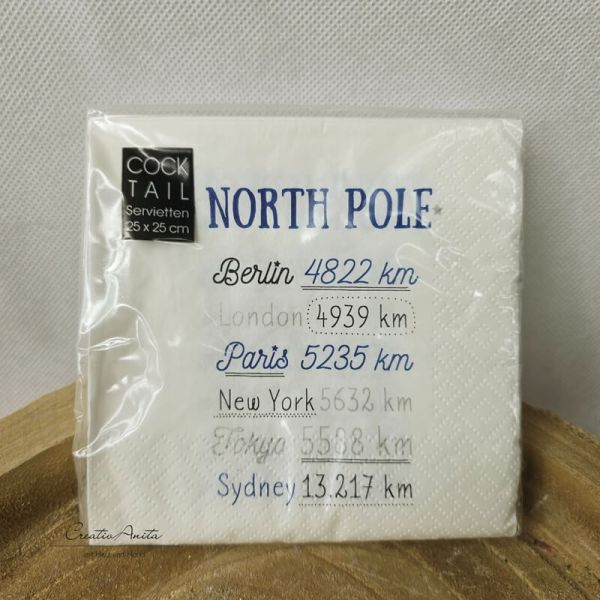 COCK
TAIL
Servietten
25 x 25 cm
NORTH POLE
Berlin 4822 km
London 4939 km
Paris 5235 km
New York 5632 km
Tokyo 5588 km
Sydney 13.217 km
CreativAnita